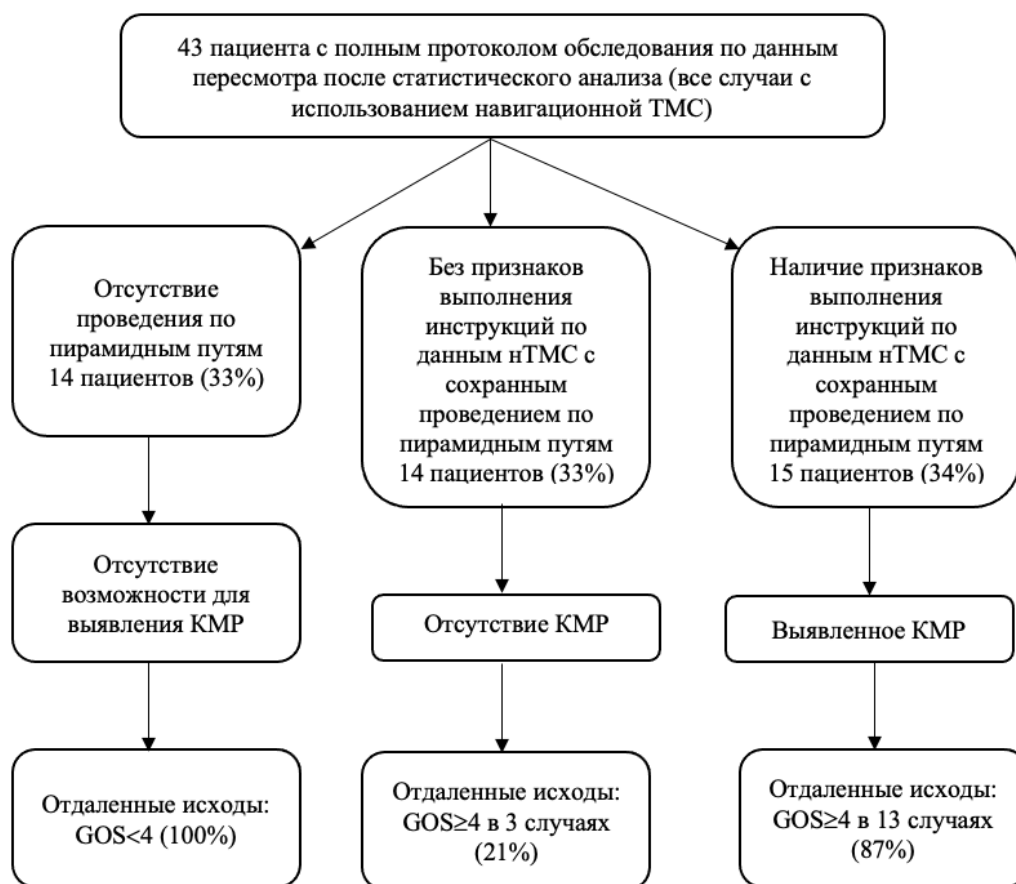 43 пациента с полным протоколом обследования по данным
пересмотра после статистического анализа (все случаи с
использованием навигационной ТМС)
Отсутствие
проведения по
пирамидным путям
14 пациентов (33%)
Без признаков
выполнения
инструкций по
данным нТМС с
сохранным
проведением по
пирамидным путям
14 пациентов (33%)
Наличие признаков
выполнения
инструкций по
данным нТМС с
сохранным
проведением по
пирамидным путям
15 пациентов (34%)
Отсутствие
возможности для
выявления КМР
Отсутствие КМР
Выявленное КМР
Отдаленные исходы:
GOS<4 (100%)
Отдаленные исходы:
GOS≥4 в 3 случаях
(21%)
Отдаленные исходы:
GOS≥4 в 13 случаях
(87%)